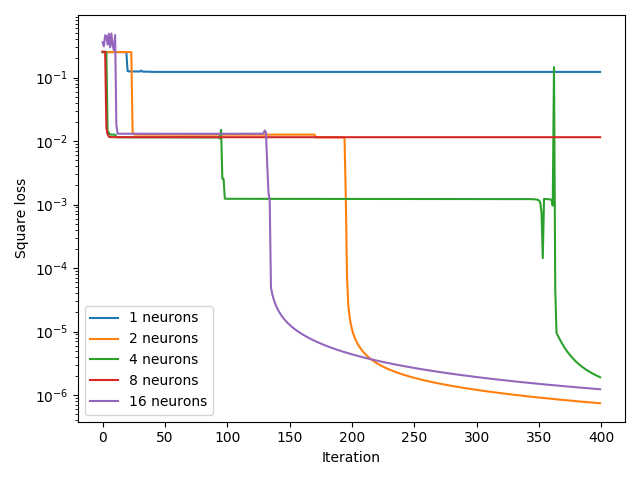 10⁻¹
10⁻²
10⁻³
10⁻⁴
10⁻⁵
10⁻⁶
Square loss
1 neurons
2 neurons
4 neurons
8 neurons
16 neurons
0 50 100 150 200 250 300 350 400
Iteration